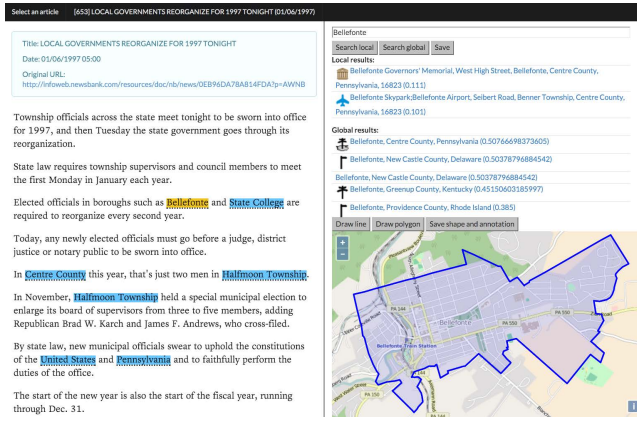 Select an article [653] LOCAL GOVERNMENTS REORGANIZE FOR 1997 TONIGHT (01/06/1997)
Title: LOCAL GOVERNMENTS REORGANIZE FOR 1997 TONIGHT
Date: 01/06/1997 05:00
Original URL:
http://infoweb.newsbank.com/resources/doc/nb/news/0EB96DA78A814FDA?p=AWNB
Township officials across the state meet tonight to be sworn into office
for 1997, and then Tuesday the state government goes through its
reorganization.
State law requires township supervisors and council members to meet
the first Monday in January each year.
Elected officials in boroughs such as Bellefonte and State College are
required to reorganize every second year.
Today, any newly elected officials must go before a judge, district
justice or notary public to be sworn into office.
In Centre County this year, that's just two men in Halfmoon Township.
In November, Halfmoon Township held a special municipal election to
enlarge its board of supervisors from three to five members, adding
Republican Brad W. Karch and James F. Andrews, who cross-filed.
By state law, new municipal officials swear to uphold the constitutions
of the United States and Pennsylvania and to faithfully perform the
duties of the office.
The start of the new year is also the start of the fiscal year, running
through Dec. 31.
Bellefonte
Search local Search global Save
Local results:
Bellefonte Governors' Memorial, West High Street, Bellefonte, Centre County,
Pennsylvania, 16823 (0.111)
Bellefonte Skypark;Bellefonte Airport, Seibert Road, Benner Township, Centre County,
Pennsylvania, 16823 (0.101)
Global results:
Bellefonte, Centre County, Pennsylvania (0.50766698373605)
Bellefonte, New Castle County, Delaware (0.50378796884542)
Bellefonte, New Castle County, Delaware (0.50378796884542)
Bellefonte, Greenup County, Kentucky (0.45150603185997)
Bellefonte, Providence County, Rhode Island (0.385)
Draw line Draw polygon Save shape and annotation
+
−
PA 144
Bellefonte
PA 550
PA 550
Zion Road
Bellefonte Train Station
PA 144
PA 150
i